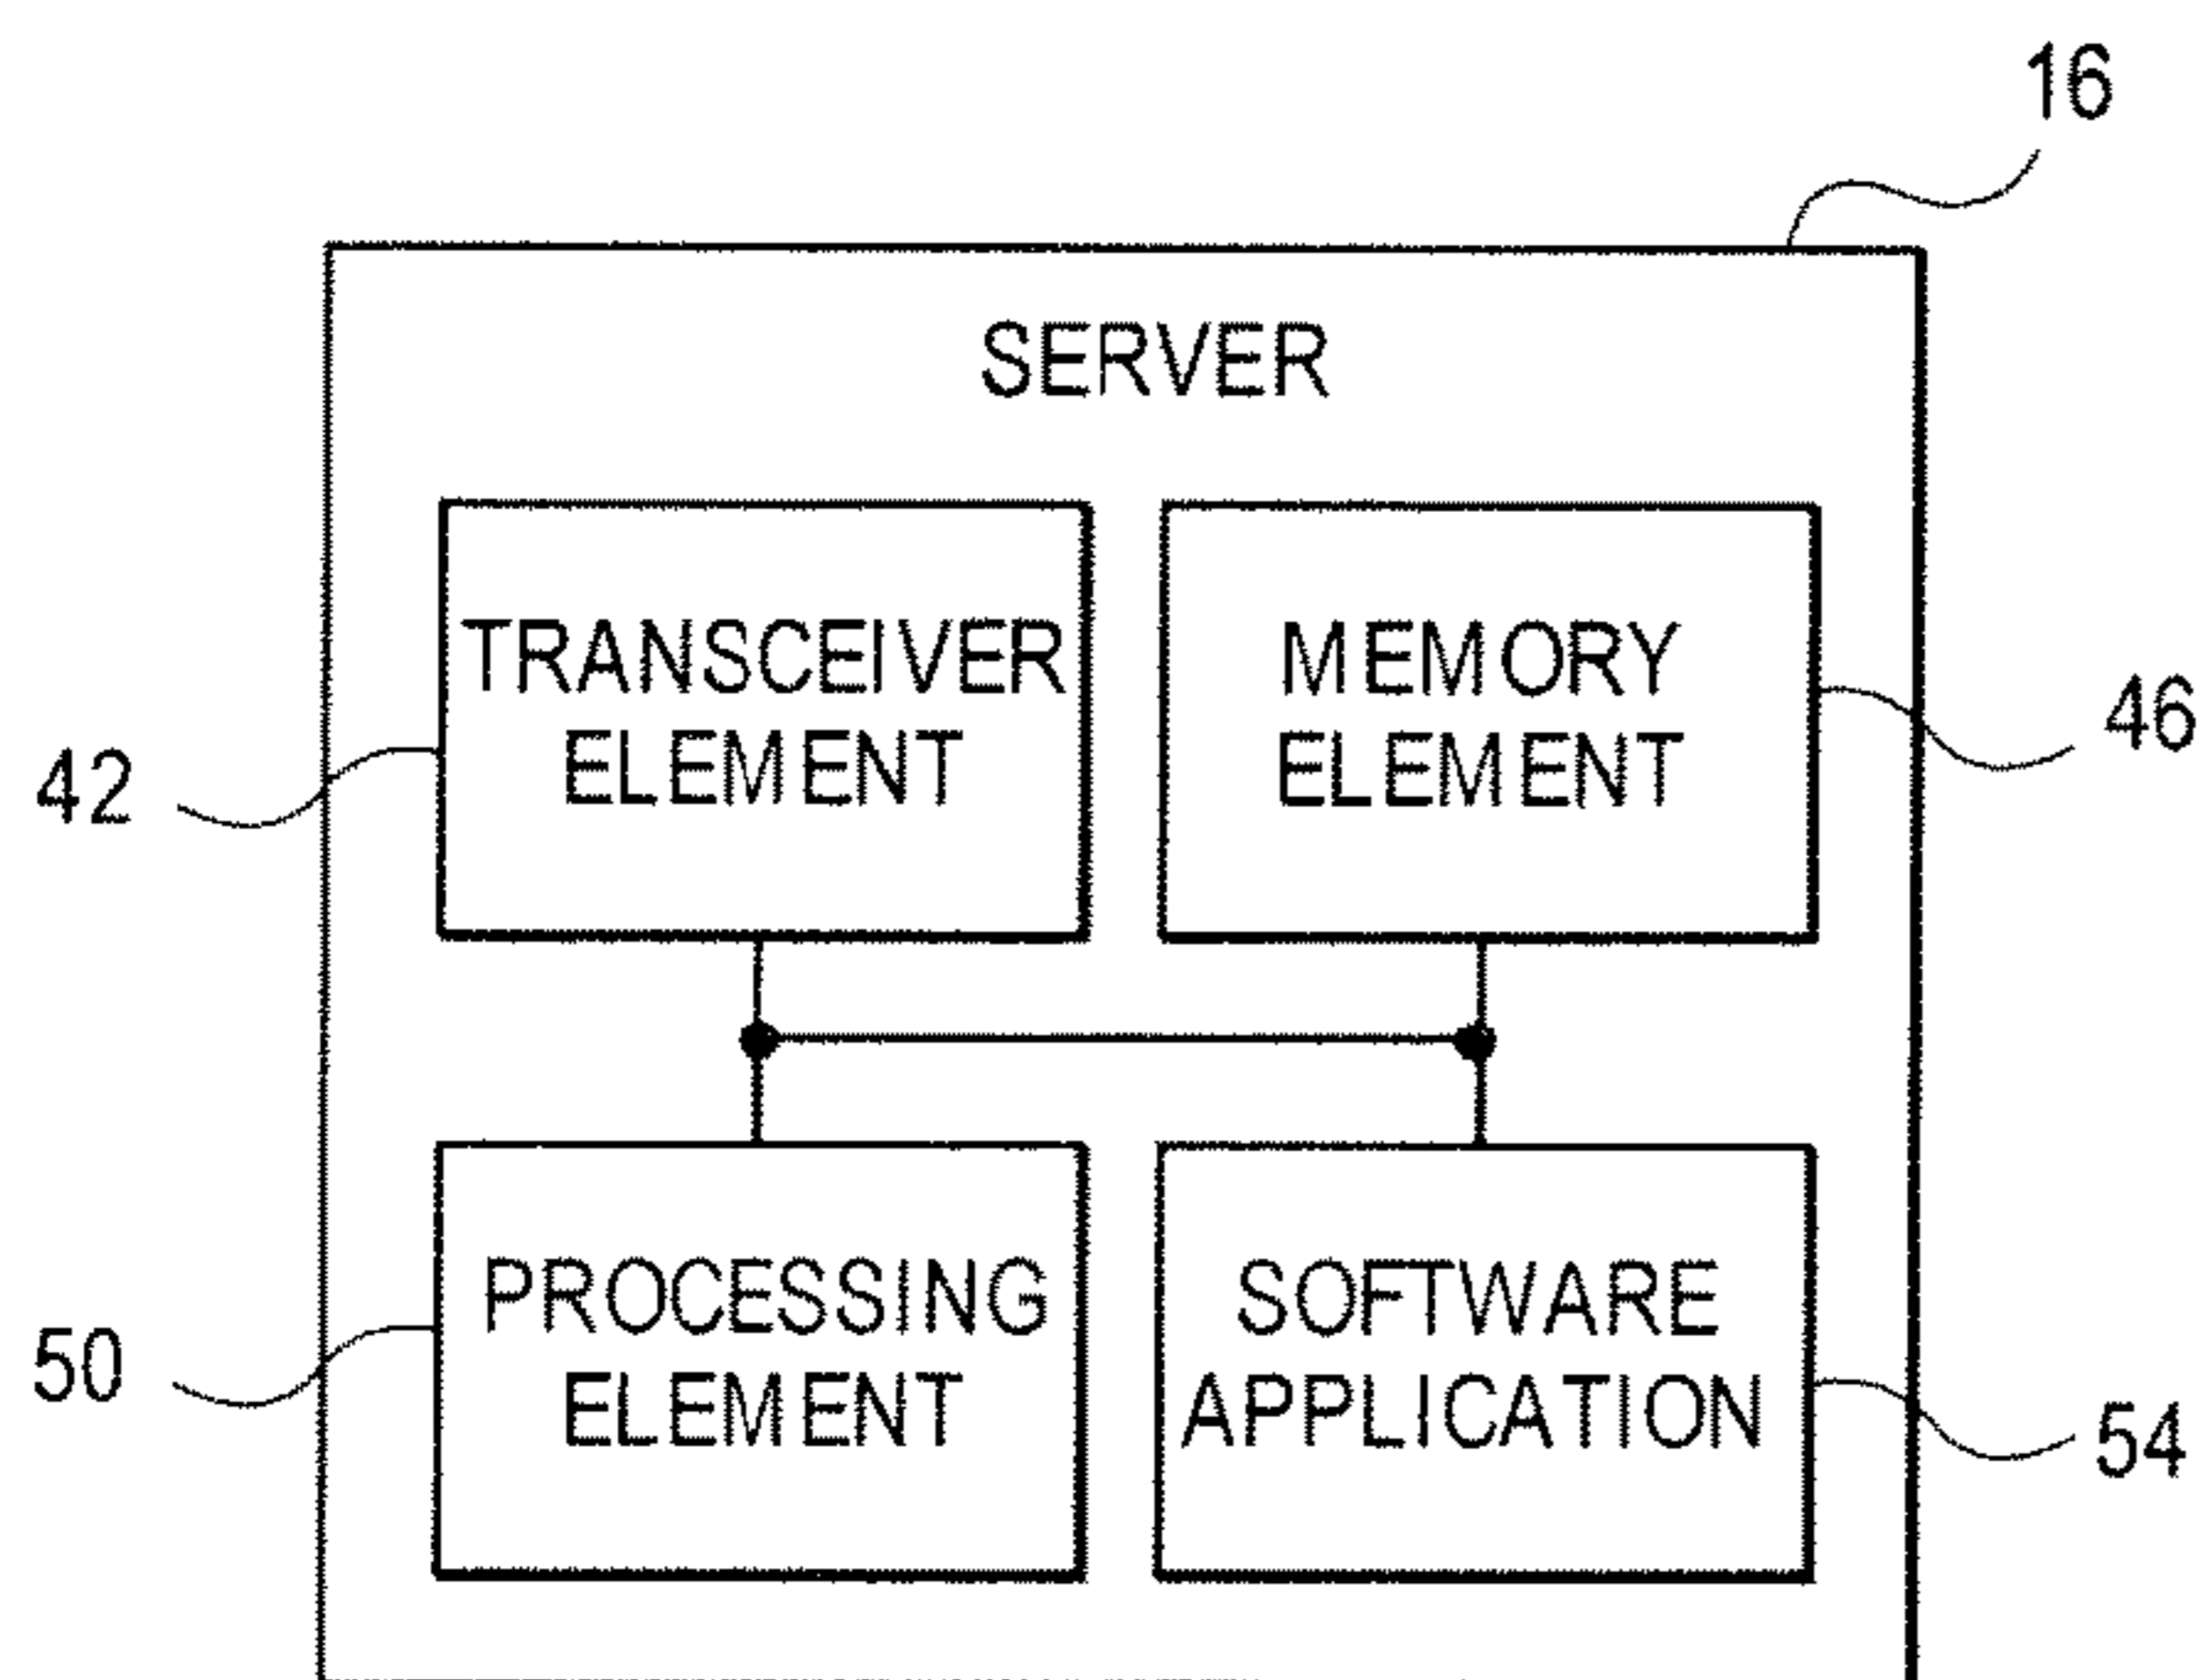 16
SERVER
TRANSCEIVER
ELEMENT
42
MEMORY
ELEMENT
46
PROCESSING
ELEMENT
50
SOFTWARE
APPLICATION
54